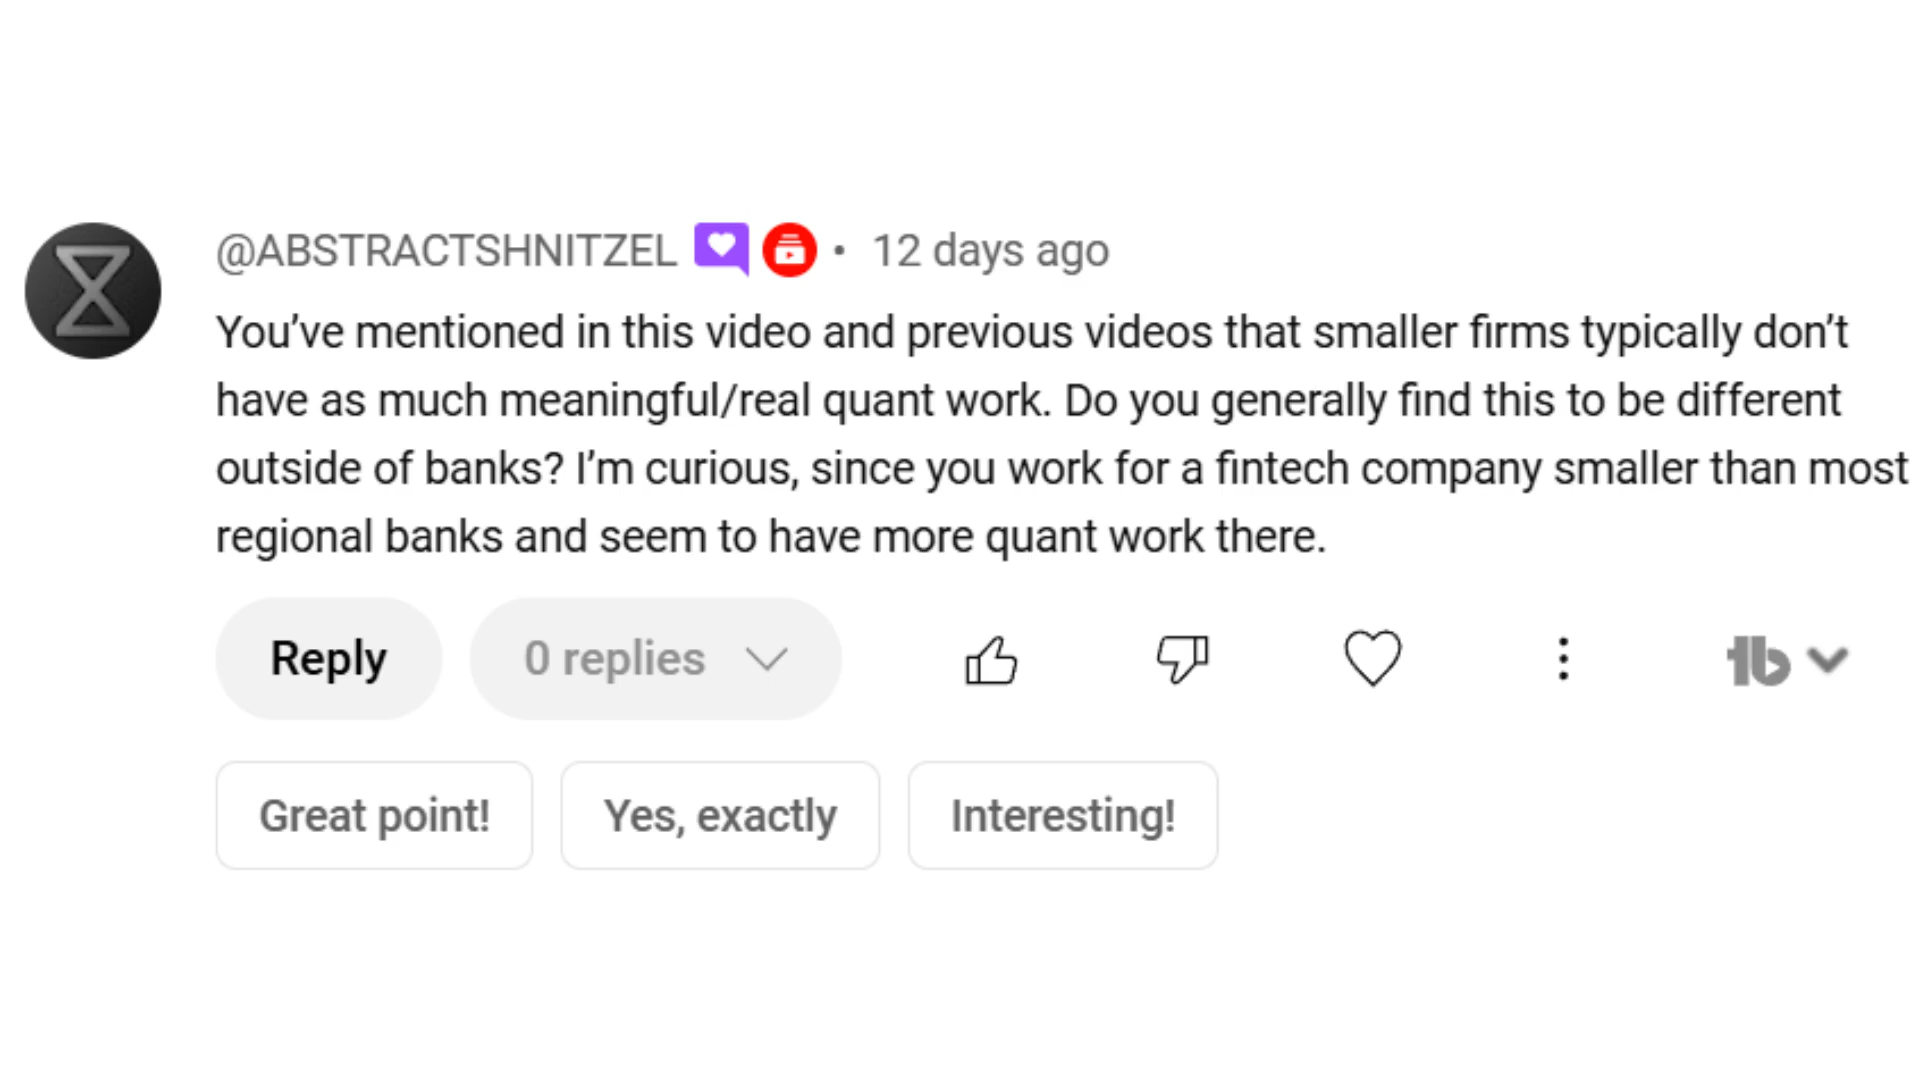 @ABSTRACTSHNITZEL • 12 days ago
You’ve mentioned in this video and previous videos that smaller firms typically don’t
have as much meaningful/real quant work. Do you generally find this to be different
outside of banks? I’m curious, since you work for a fintech company smaller than most
regional banks and seem to have more quant work there.
Reply 0 replies tb
Great point! Yes, exactly Interesting!